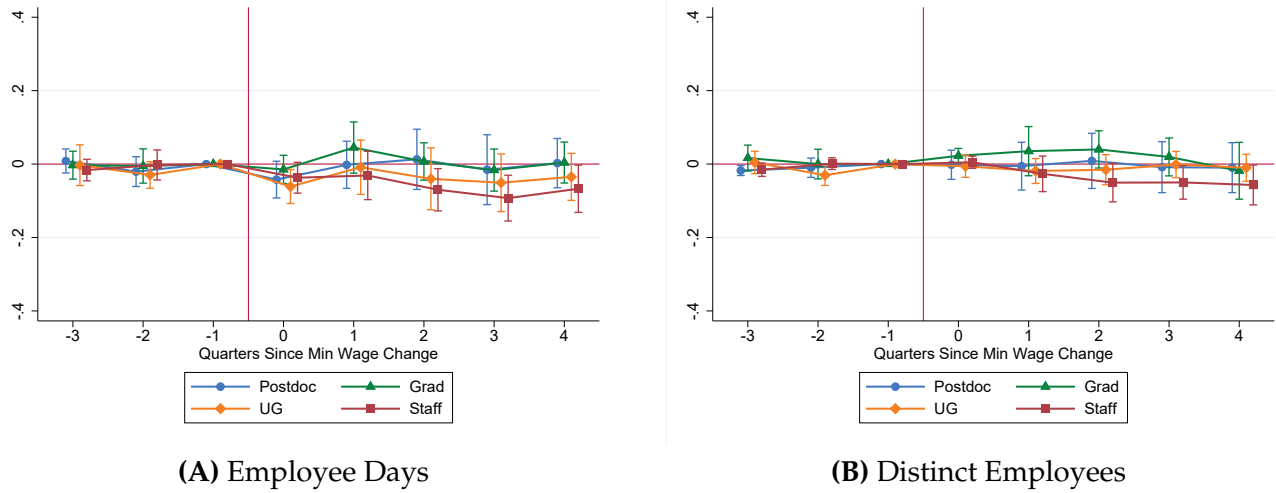 .4
.2
0
-.2
-.4
-3 -2 -1 0 1 2 3 4
Quarters Since Min Wage Change
Postdoc Grad
UG Staff
(A) Employee Days
.4
.2
0
-.2
-.4
-3 -2 -1 0 1 2 3 4
Quarters Since Min Wage Change
Postdoc Grad
UG Staff
(B) Distinct Employees